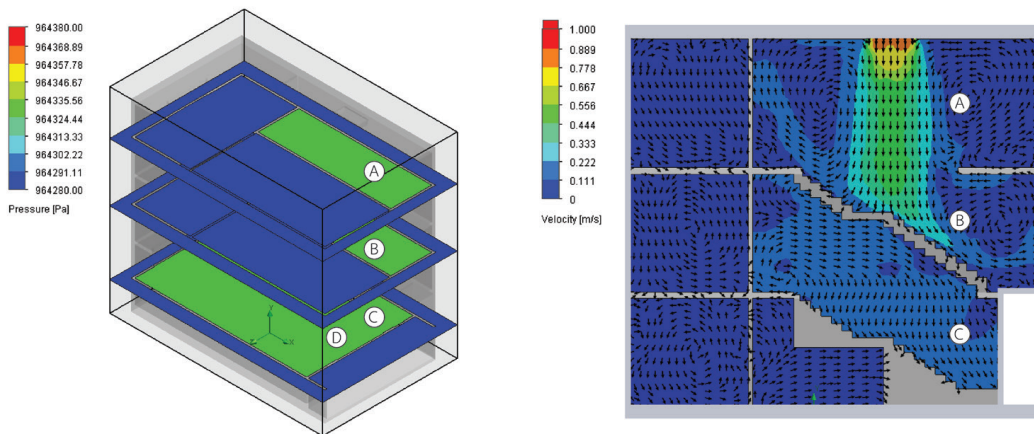 964380.00
964368.89
964357.78
964346.67
964335.56
964324.44
964313.33
964302.22
964291.11
964280.00
Pressure [Pa]
A
B
C
D
Y
Z
X
1.000
0.889
0.778
0.667
0.556
0.444
0.333
0.222
0.111
0
Velocity [m/s]
A
B
C